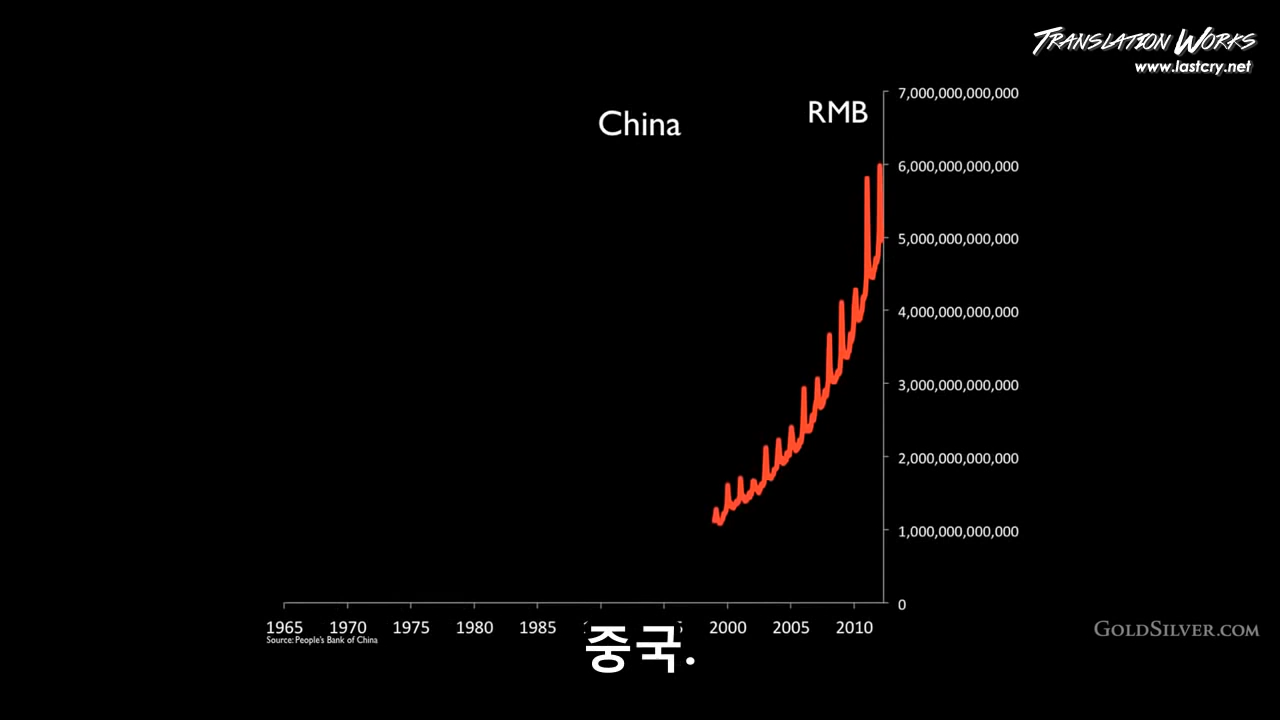 TRANSLATION WORKS
www.lastcry.net
China
RMB
7,000,000,000,000
6,000,000,000,000
5,000,000,000,000
4,000,000,000,000
3,000,000,000,000
2,000,000,000,000
1,000,000,000,000
0
1965 1970 1975 1980 1985 2000 2005 2010
Source: People's Bank of China
중국.
GOLDSILVER.COM